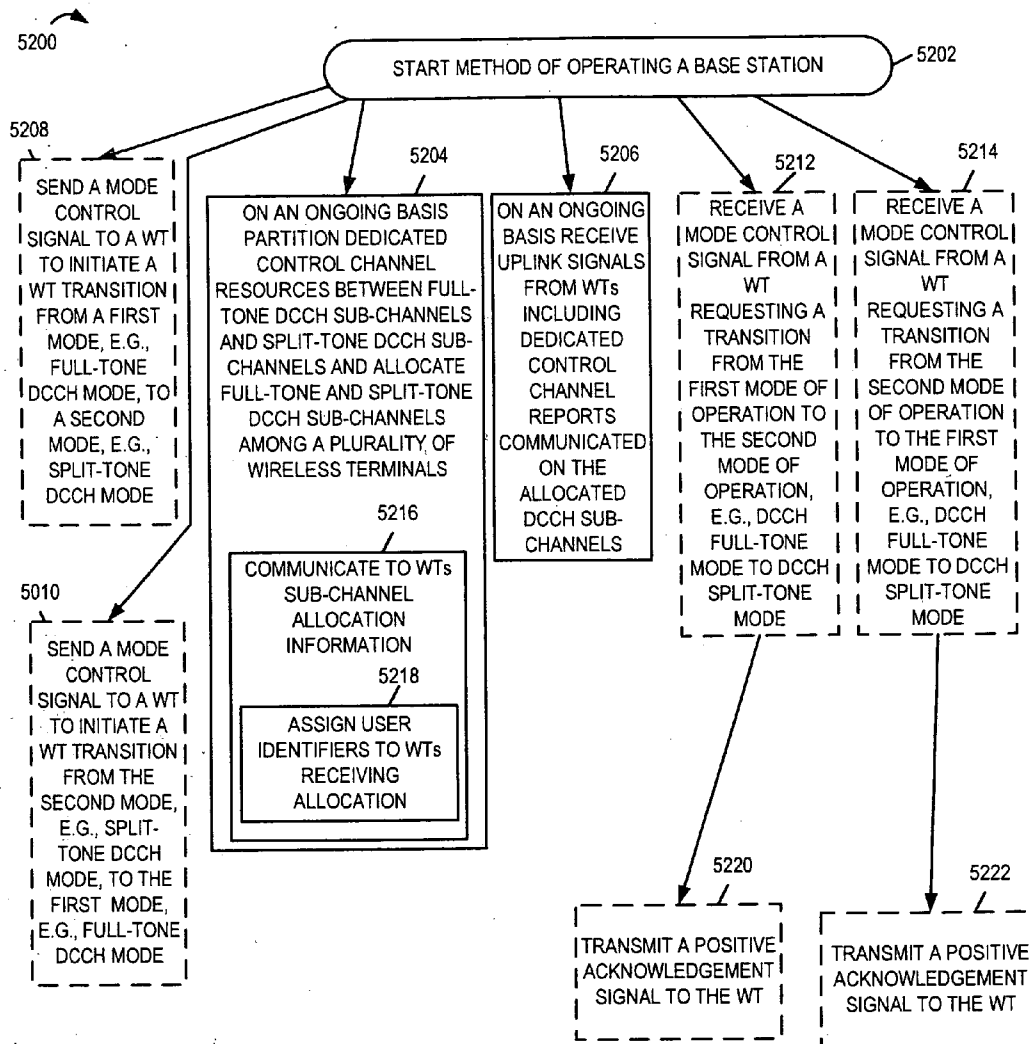 5200
START METHOD OF OPERATING A BASE STATION
5202
5208
SEND A MODE
CONTROL
SIGNAL TO A WT
TO INITIATE A
WT TRANSITION
FROM A FIRST
MODE, E.G.,
FULL-TONE
DCCH MODE, TO
A SECOND
MODE, E.G.,
SPLIT-TONE
DCCH MODE
5204
ON AN ONGOING BASIS
PARTITION DEDICATED
CONTROL CHANNEL
RESOURCES BETWEEN FULL-
TONE DCCH SUB-CHANNELS
AND SPLIT-TONE DCCH SUB-
CHANNELS AND ALLOCATE
FULL-TONE AND SPLIT-TONE
DCCH SUB-CHANNELS
AMONG A PLURALITY OF
WIRELESS TERMINALS
5216
COMMUNICATE TO WTs
SUB-CHANNEL
ALLOCATION
INFORMATION
5218
ASSIGN USER
IDENTIFIERS TO WTs
RECEIVING
ALLOCATION
5206
ON AN ONGOING
BASIS RECEIVE
UPLINK SIGNALS
FROM WTs
INCLUDING
DEDICATED
CONTROL
CHANNEL
REPORTS
COMMUNICATED
ON THE
ALLOCATED
DCCH SUB-
CHANNELS
5212
RECEIVE A
MODE CONTROL
SIGNAL FROM A
WT
REQUESTING A
TRANSITION
FROM THE
FIRST MODE OF
OPERATION TO
THE SECOND
MODE OF
OPERATION,
E.G., DCCH
FULL-TONE
MODE TO DCCH
SPLIT-TONE
MODE
5214
RECEIVE A
MODE CONTROL
SIGNAL FROM A
WT
REQUESTING A
TRANSITION
FROM THE
SECOND MODE
OF OPERATION
TO THE FIRST
MODE OF
OPERATION,
E.G., DCCH
FULL-TONE
MODE TO DCCH
SPLIT-TONE
MODE
5010
SEND A MODE
CONTROL
SIGNAL TO A WT
TO INITIATE A
WT TRANSITION
FROM THE
SECOND MODE,
E.G., SPLIT-
TONE DCCH
MODE, TO THE
FIRST MODE,
E.G., FULL-TONE
DCCH MODE
5220
TRANSMIT A POSITIVE
ACKNOWLEDGEMENT
SIGNAL TO THE WT
5222
TRANSMIT A POSITIVE
ACKNOWLEDGEMENT
SIGNAL TO THE WT